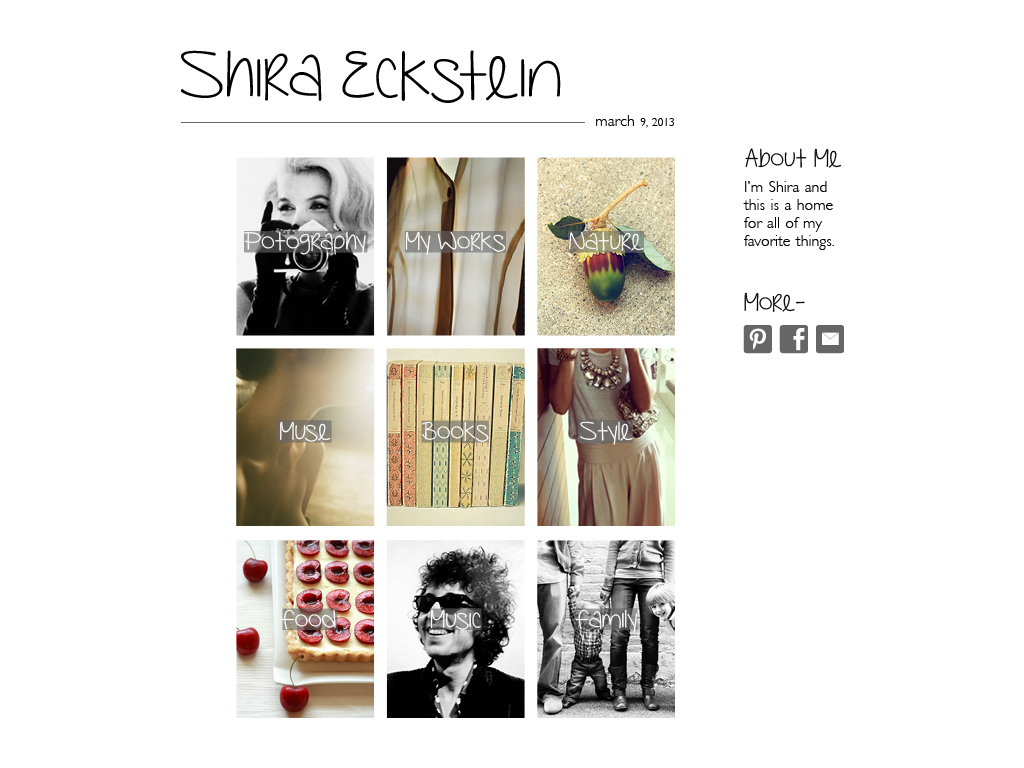 Shira Eckstein
march 9, 2013
Potography
My Works
Nature
Muse
Books
Style
food
Music
family
About Me
I'm Shira and
this is a home
for all of my
favorite things.
More-